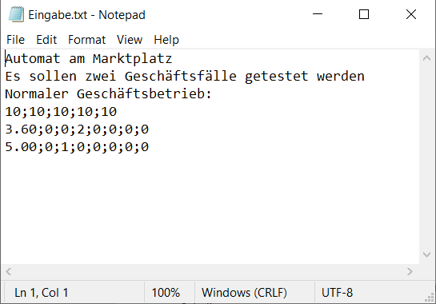 Eingabe.txt - Notepad
File Edit Format View Help
Automat am Marktplatz
Es sollen zwei Geschäftsfälle getestet werden
Normaler Geschäftsbetrieb:
10;10;10;10;10
3.60;0;0;2;0;0;0;0
5.00;0;1;0;0;0;0;0
Ln 1, Col 1 100% Windows (CRLF) UTF-8